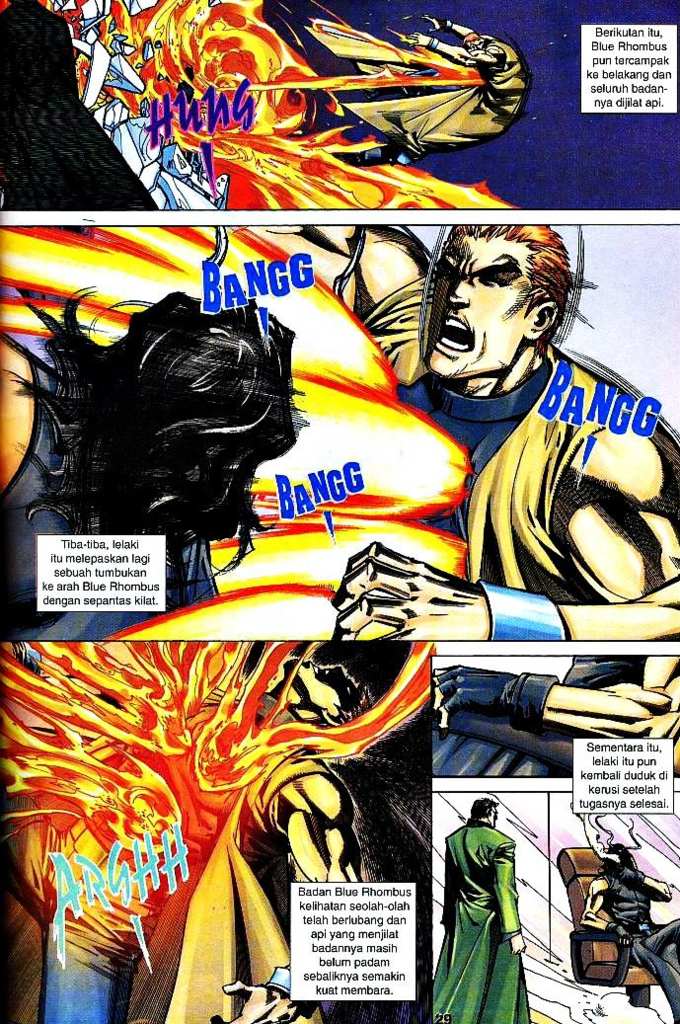 Berikutan itu,
Blue Rhombus
pun tercampak
ke belakang dan
seluruh badan-
nya dijilat api.
HUNG!
BANGG!
BANGG!
BANGG!
Tiba-tiba, lelaki
itu melepaskan lagi
sebuah tumbukan
ke arah Blue Rhombus
dengan sepantas kilat.
Sementara itu,
lelaki itu pun
kembali duduk di
kerusi setelah
tugasnya selesai.
ARGHH!
Badan Blue Rhombus
kelihatan seolah-olah
telah berlubang dan
api yang menjilat
badannya masih
belum padam
sebaliknya semakin
kuat membara.
29